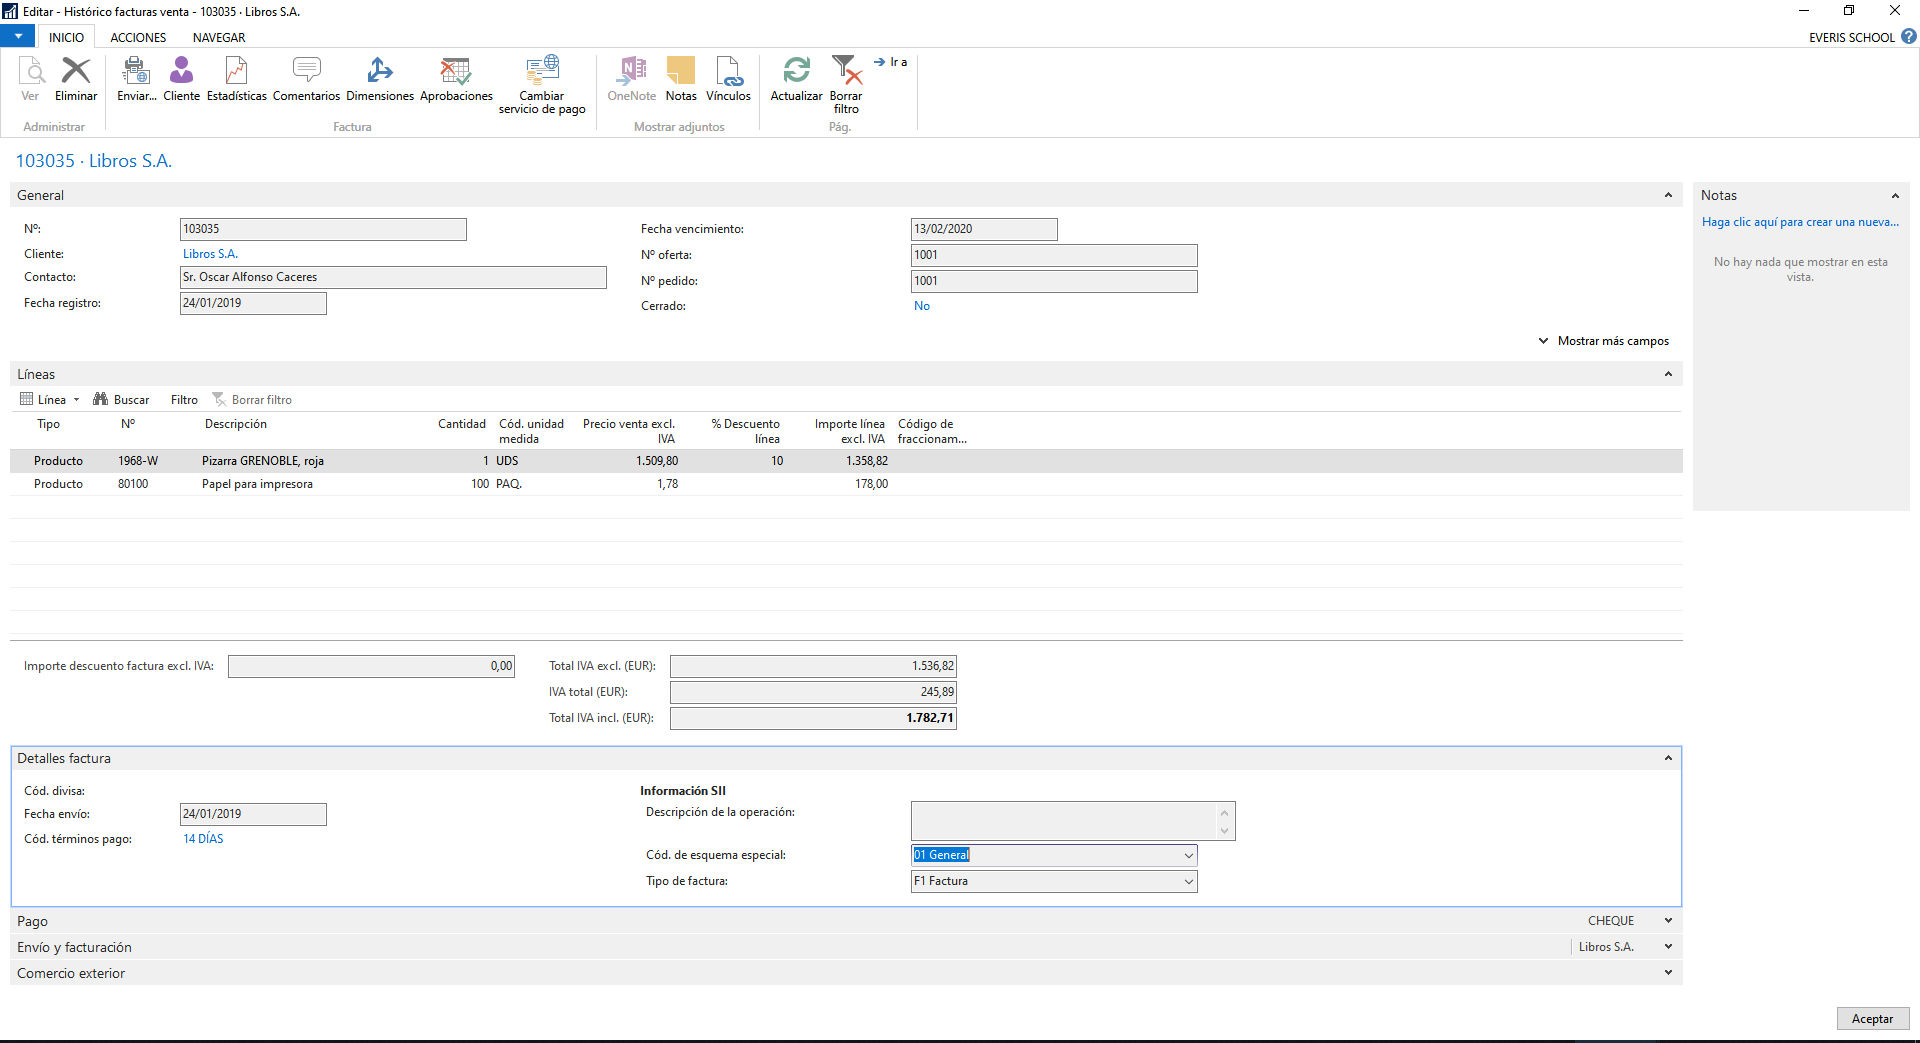 Editar - Histórico facturas venta - 103035 · Libros S.A.
INICIO ACCIONES NAVEGAR EVERIS SCHOOL ?
Ver Eliminar Enviar... Cliente Estadísticas Comentarios Dimensiones Aprobaciones Cambiar servicio de pago OneNote Notas Vínculos Actualizar Borrar filtro Ir a
Administrar Factura Mostrar adjuntos Pág.
103035 · Libros S.A.
General
Nº: 103035
Cliente: Libros S.A.
Contacto: Sr. Oscar Alfonso Caceres
Fecha registro: 24/01/2019
Fecha vencimiento: 13/02/2020
Nº oferta: 1001
Nº pedido: 1001
Cerrado: No
Mostrar más campos
Notas
Haga clic aquí para crear una nueva...
No hay nada que mostrar en esta
vista.
Líneas
Línea Buscar Filtro Borrar filtro
Tipo Nº Descripción Cantidad Cód. unidad medida Precio venta excl. IVA % Descuento línea Importe línea excl. IVA Código de fraccionam...
Producto 1968-W Pizarra GRENOBLE, roja 1 UDS 1.509,80 10 1.358,82
Producto 80100 Papel para impresora 100 PAQ. 1,78 178,00
Importe descuento factura excl. IVA: 0,00
Total IVA excl. (EUR): 1.536,82
IVA total (EUR): 245,89
Total IVA incl. (EUR): 1.782,71
Detalles factura
Cód. divisa:
Fecha envío: 24/01/2019
Cód. términos pago: 14 DÍAS
Información SII
Descripción de la operación:
Cód. de esquema especial: 01 General
Tipo de factura: F1 Factura
Pago CHEQUE
Envío y facturación Libros S.A.
Comercio exterior
Aceptar